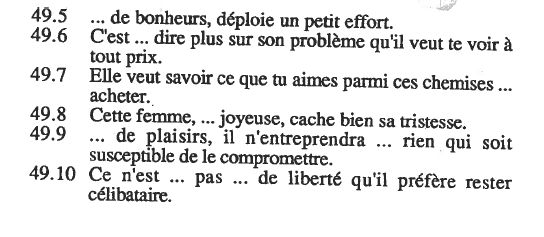 49.5 ... de bonheurs, déploie un petit effort.
49.6 C'est ... dire plus sur son problème qu'il veut te voir à
tout prix.
49.7 Elle veut savoir ce que tu aimes parmi ces chemises ...
acheter.
49.8 Cette femme, ... joyeuse, cache bien sa tristesse.
49.9 ... de plaisirs, il n'entreprendra ... rien qui soit
susceptible de le compromettre.
49.10 Ce n'est ... pas ... de liberté qu'il préfère rester
célibataire.